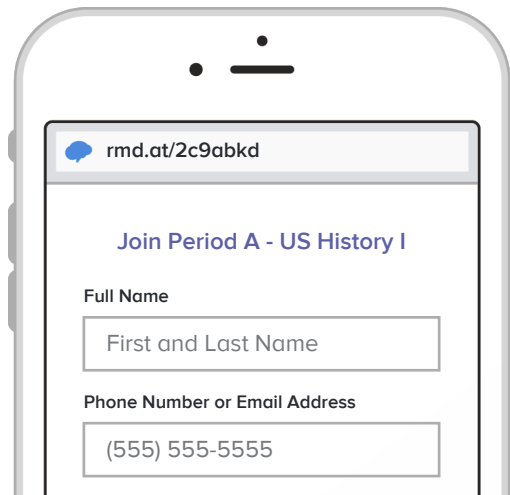 rmd.at/2c9abkd
Join Period A - US History I
Full Name
First and Last Name
Phone Number or Email Address
(555) 555-5555